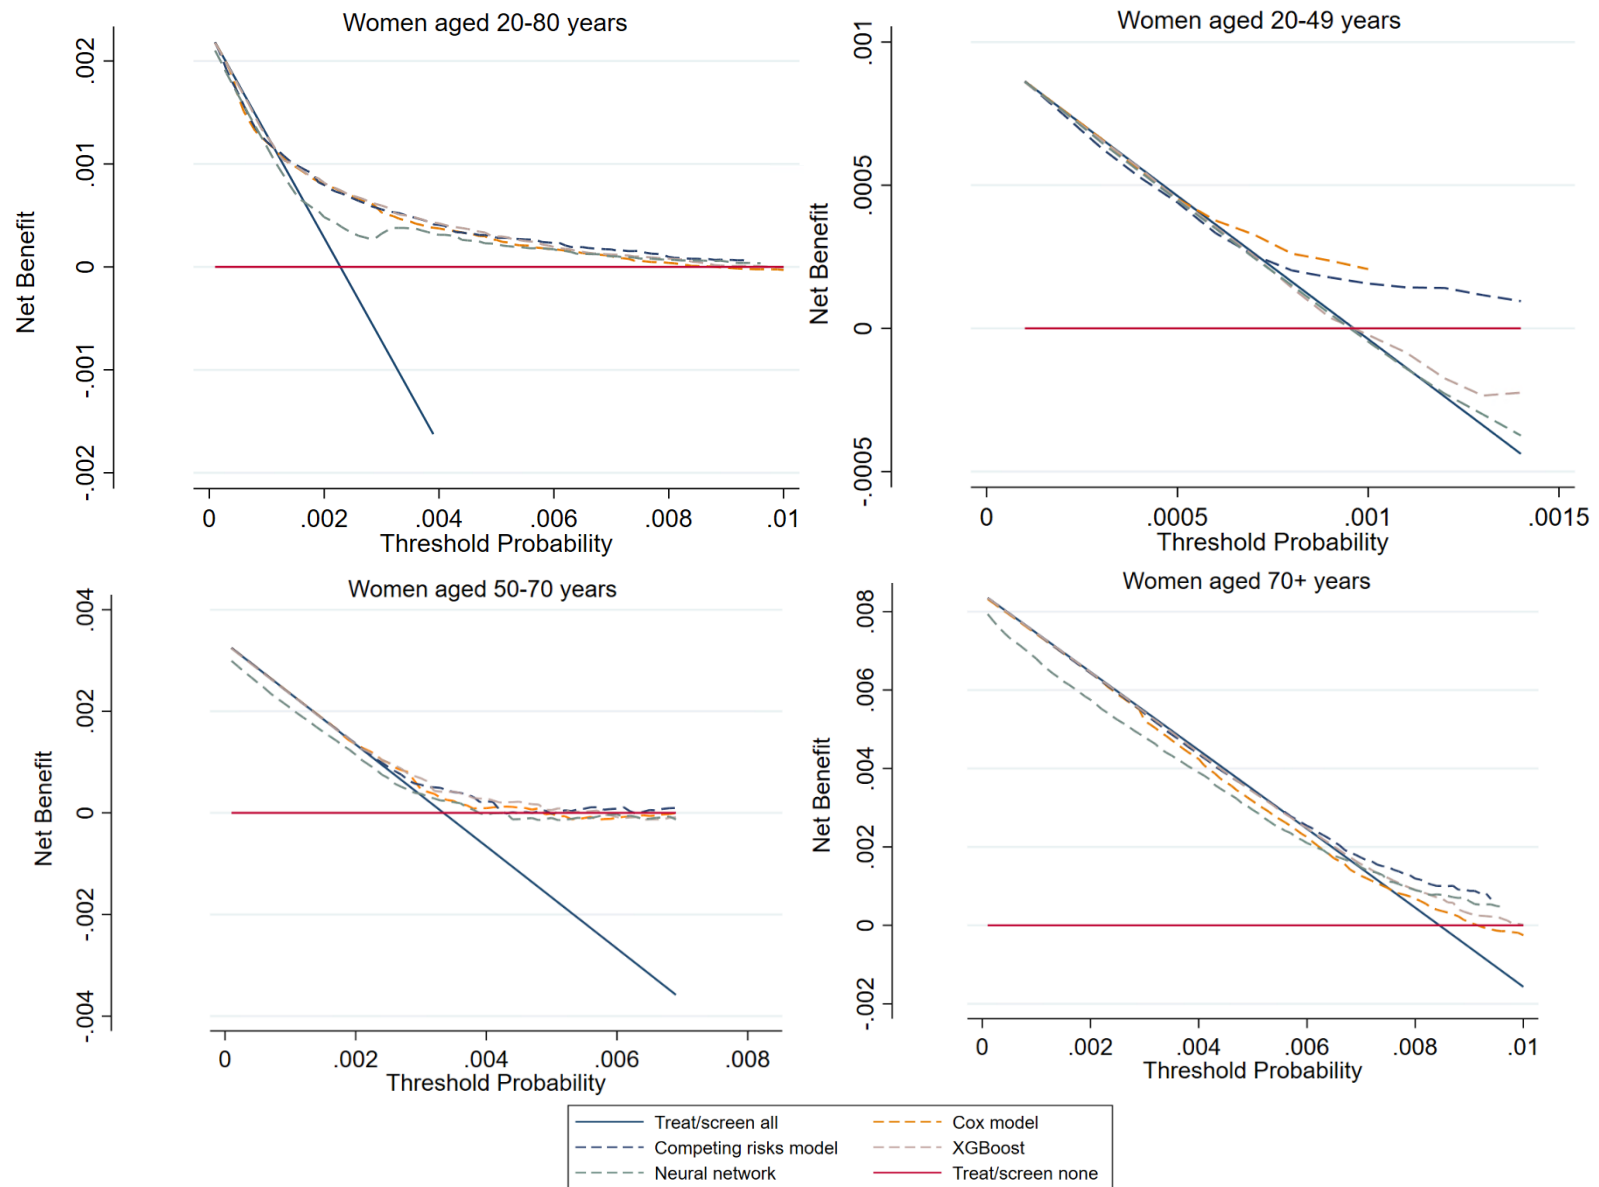 Women aged 20-80 years
Net Benefit
.002
.001
0
-.001
-.002
0 .002 .004 .006 .008 .01
Threshold Probability
Women aged 20-49 years
Net Benefit
.001
.0005
0
-.0005
0 .0005 .001 .0015
Threshold Probability
Women aged 50-70 years
Net Benefit
.004
.002
0
-.002
-.004
0 .002 .004 .006 .008
Threshold Probability
Women aged 70+ years
Net Benefit
.008
.006
.004
.002
0
-.002
0 .002 .004 .006 .008 .01
Threshold Probability
Treat/screen all Cox model
Competing risks model XGBoost
Neural network Treat/screen none